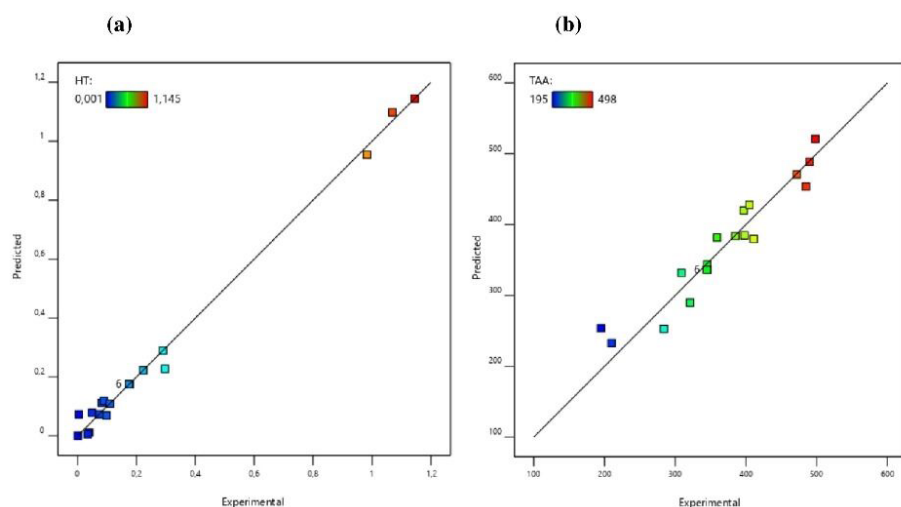 (a)
(b)
HT:
0,001 1,145
1,2
1
0,8
0,6
0,4
0,2
0
Predicted
6
0 0,2 0,4 0,6 0,8 1 1,2
Experimental
TAA:
195 498
600
500
400
300
200
100
Predicted
6
100 200 300 400 500 600
Experimental